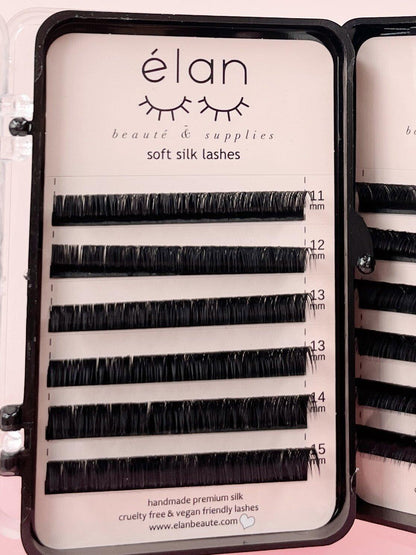 élan
beauté & supplies
soft silk lashes
11
mm
12
mm
13
mm
13
mm
14
mm
15
mm
handmade premium silk
cruelty free & vegan friendly lashes
www.elanbeaute.com